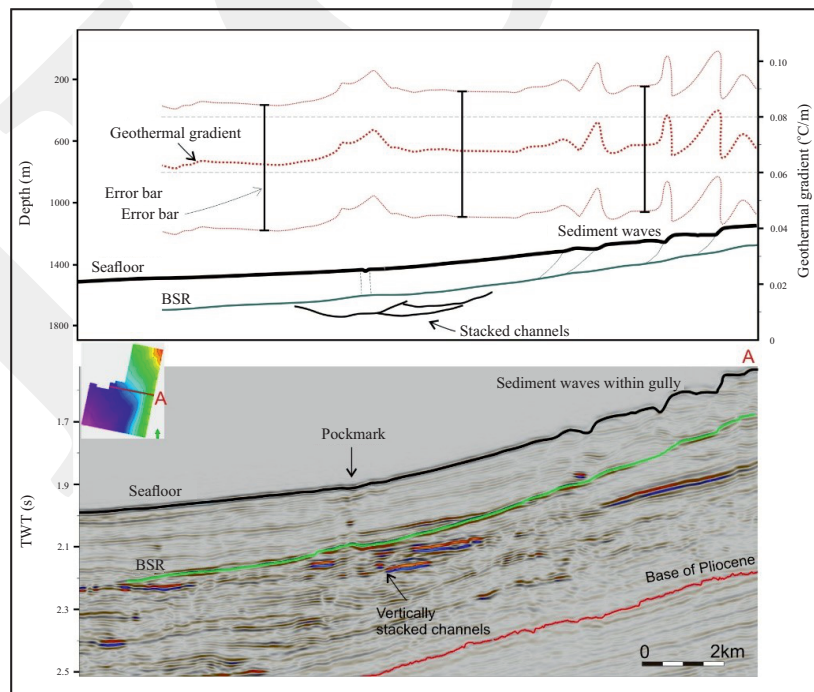 200
600
1000
1400
1800
Depth (m)
Geothermal gradient
Error bar
Error bar
Seafloor
BSR
Sediment waves
Stacked channels
0.10
0.08
0.06
0.04
0.02
0
Geothermal gradient (°C/m)
A
A
1.7
1.9
2.1
2.3
2.5
TWT (s)
Sediment waves within gully
Pockmark
Seafloor
BSR
Vertically
stacked channels
Base of Pliocene
0 2km